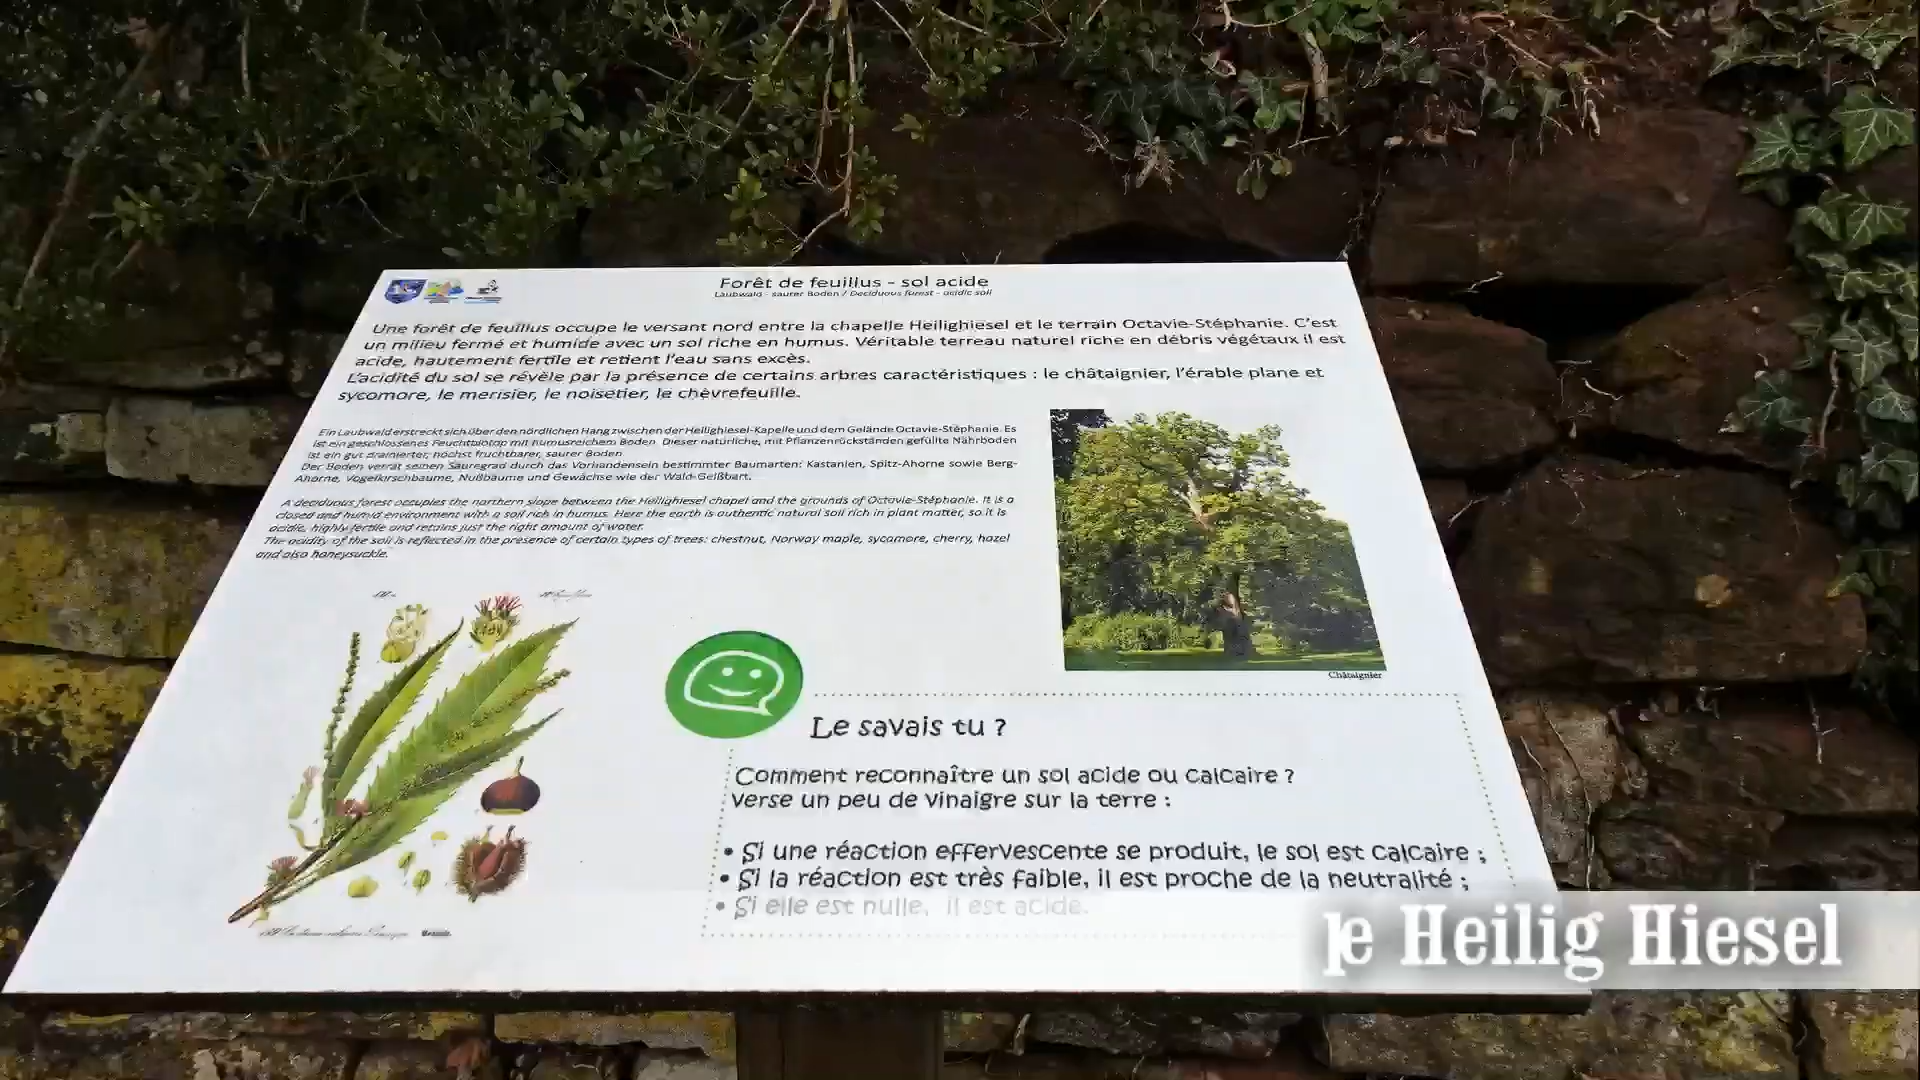 Forêt de feuillus - sol acide
Laubwald - saurer Boden / Deciduous forest - acidic soil
Une forêt de feuillus occupe le versant nord entre la chapelle Heilighiesel et le terrain Octavie-Stéphanie. C'est
un milieu fermé et humide avec un sol riche en humus. Véritable terreau naturel riche en débris végétaux il est
acide, hautement fertile et retient l'eau sans excès.
L'acidité du sol se révèle par la présence de certains arbres caractéristiques : le châtaignier, l'érable plane et
sycomore, le merisier, le noisetier, le chèvrefeuille.
Ein Laubwald erstreckt sich über den nördlichen Hang zwischen der Heilighiesel-Kapelle und dem Gelände Octavie-Stéphanie. Es
ist ein geschlossenes Feuchtbiotop mit humusreichem Boden. Dieser natürliche, mit Pflanzenrückständen gefüllte Nährboden
ist ein gut drainierter, höchst fruchtbarer, saurer Boden
Der Boden verrät seinen Säuregrad durch das Vorhandensein bestimmter Baumarten: Kastanien, Spitz-Ahorne sowie Berg-
Ahorne, Vogelkirschbäume, Nußbäume und Gewächse wie der Wald-Geißbart.
A deciduous forest occupies the northern slope between the Heilighiesel chapel and the grounds of Octavie-Stéphanie. It is a
closed and humid environment with a soil rich in humus. Here the earth is authentic natural soil rich in plant matter, so it is
acidic, highly fertile and retains just the right amount of water.
The acidity of the soil is reflected in the presence of certain types of trees: chestnut, Norway maple, sycamore, cherry, hazel
and also honeysuckle.
Châtaignier
Le savais tu ?
Comment reconnaître un sol acide ou calcaire ?
Verse un peu de vinaigre sur la terre :
• Si une réaction effervescente se produit, le sol est calcaire ;
• Si la réaction est très faible, il est proche de la neutralité ;
• Si elle est nulle, il est acide.
le Heilig Hiesel